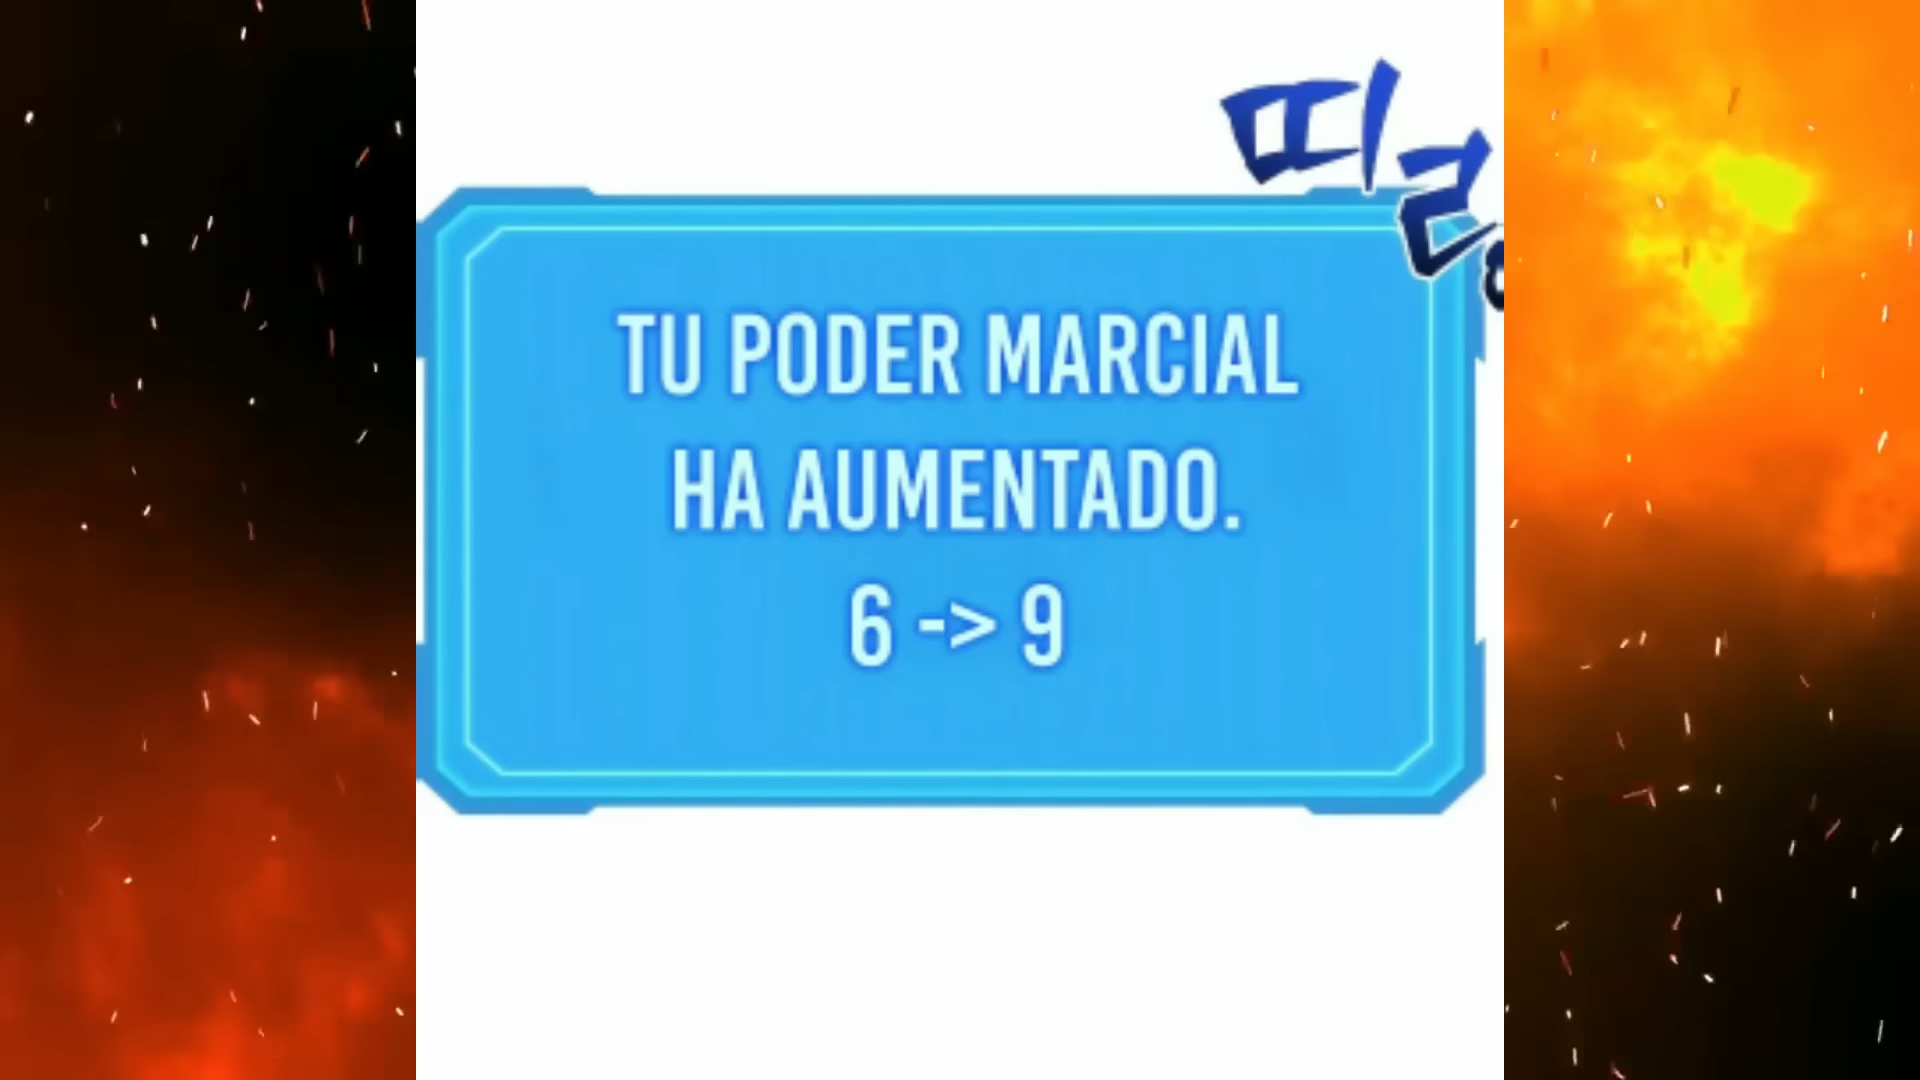 띠링
TU PODER MARCIAL
HA AUMENTADO.
6 -> 9